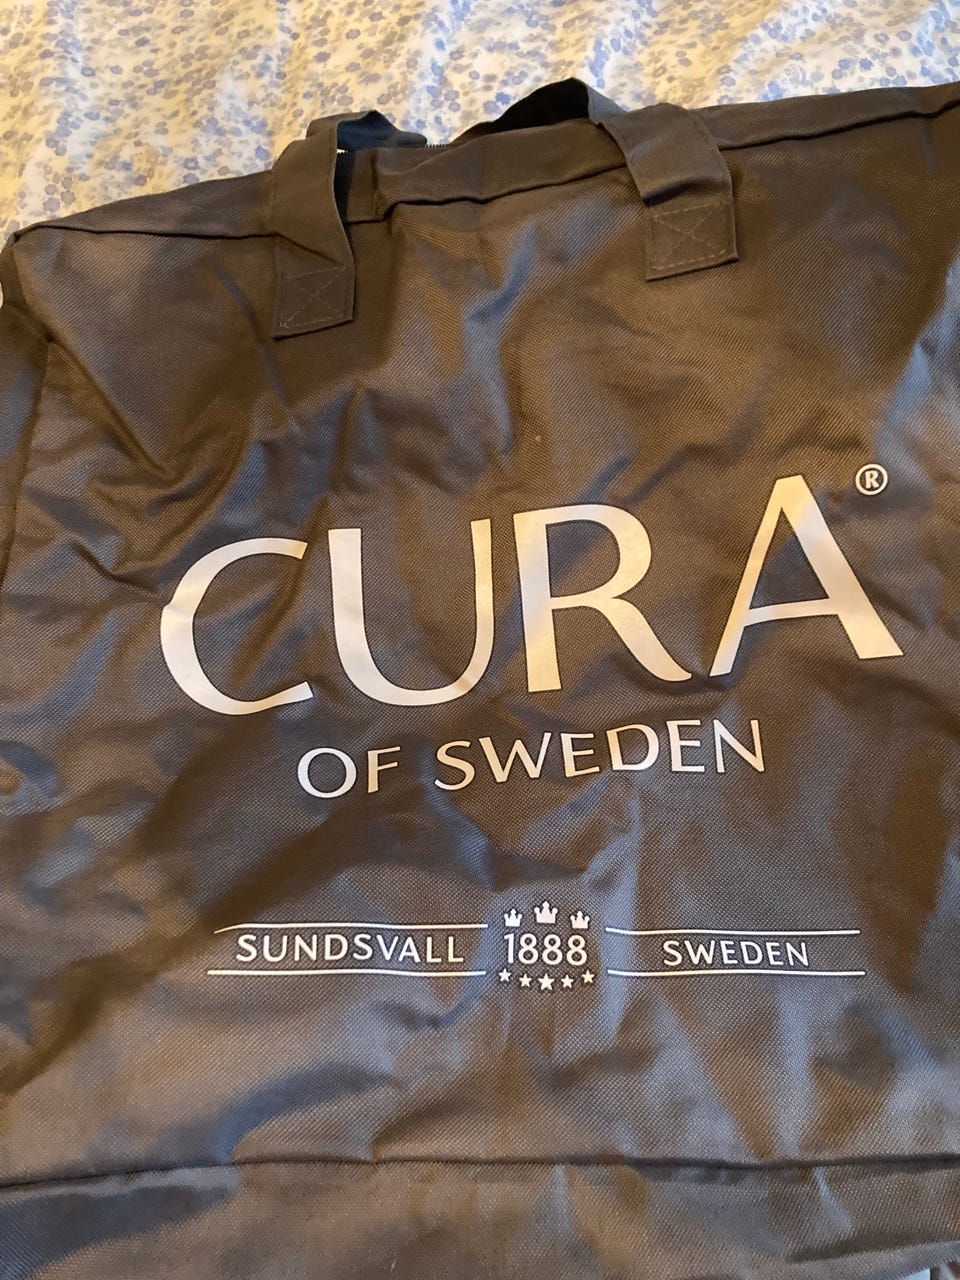 CURA®
OF SWEDEN
SUNDSVALL 1888 SWEDEN